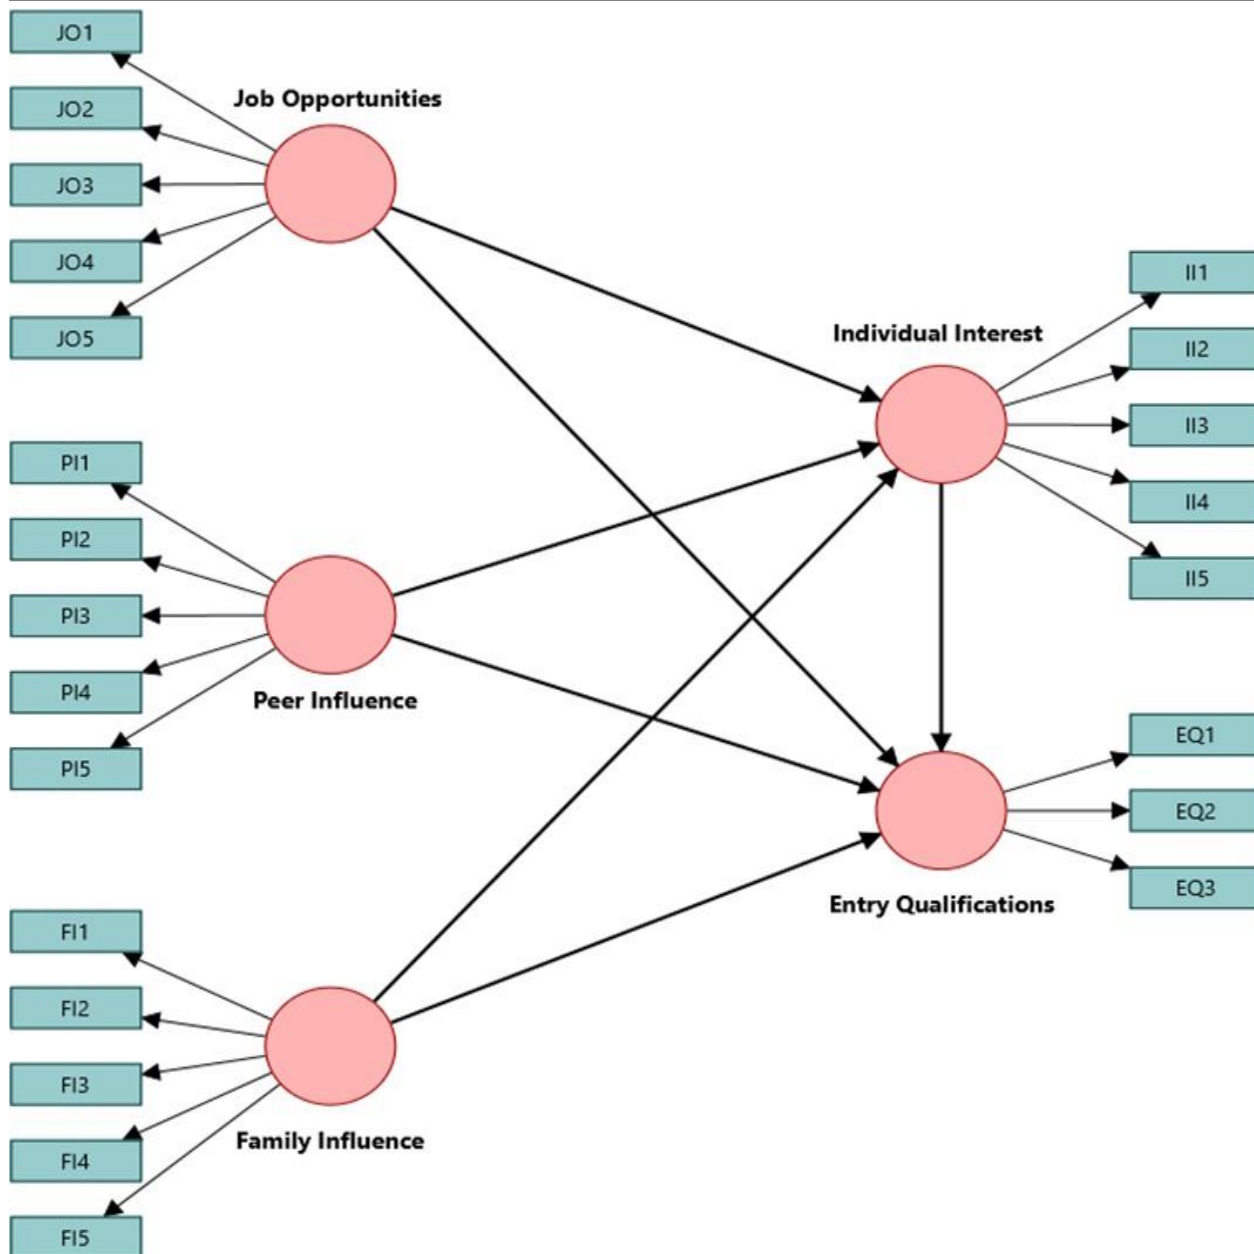 JO1
JO2
JO3
JO4
JO5
Job Opportunities
PI1
PI2
PI3
PI4
PI5
Peer Influence
FI1
FI2
FI3
FI4
FI5
Family Influence
Individual Interest
II1
II2
II3
II4
II5
EQ1
EQ2
EQ3
Entry Qualifications